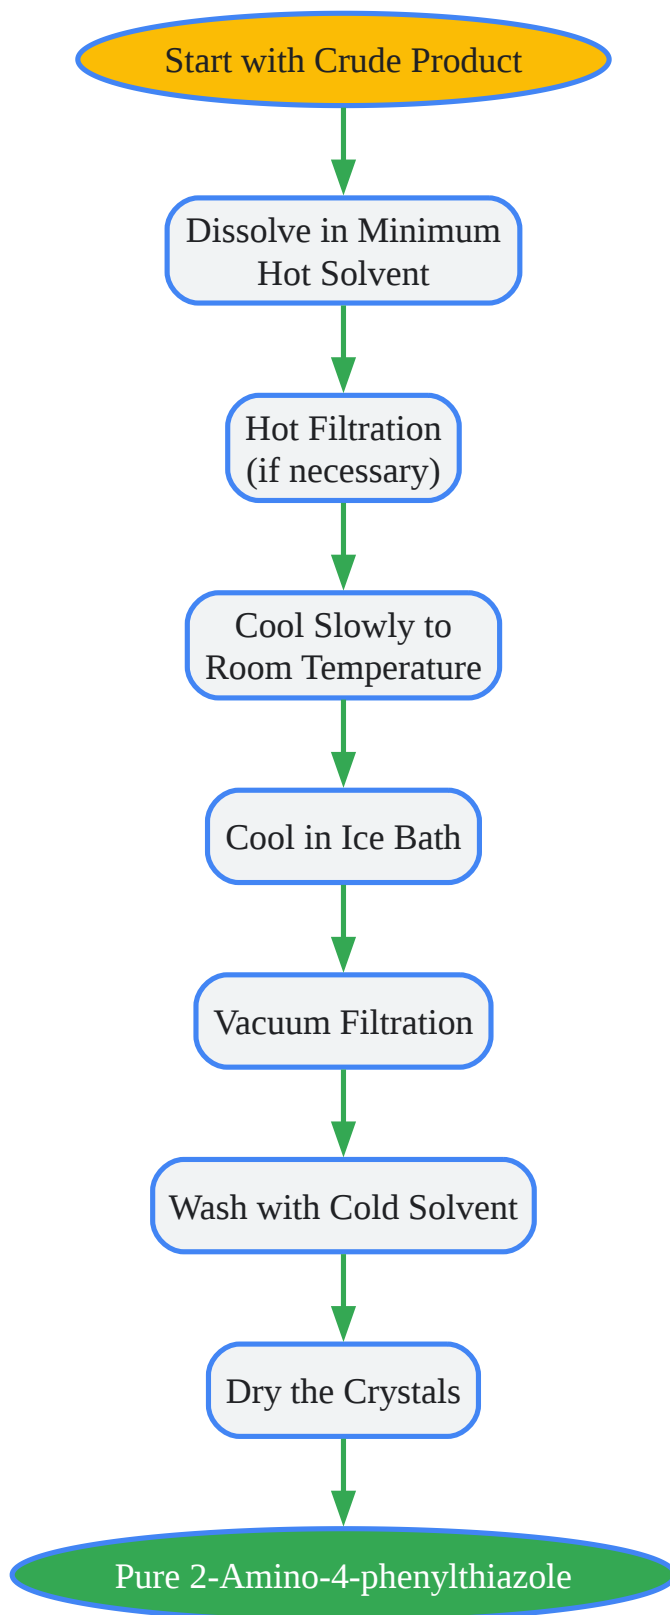 Start with Crude Product
Dissolve in Minimum
Hot Solvent
Hot Filtration
(if necessary)
Cool Slowly to
Room Temperature
Cool in Ice Bath
Vacuum Filtration
Wash with Cold Solvent
Dry the Crystals
Pure 2-Amino-4-phenylthiazole